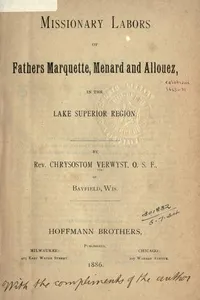 MISSIONARY LABORS
OF
Fathers Marquette, Menard and Allouez,
IN THE
LAKE SUPERIOR REGION
BY
REV. CHRYSOSTOM VERWYST, O. S. F.,
OF
BAYFIELD, WIS.
HOFFMANN BROTHERS,
PUBLISHERS,
MILWAUKEE: CHICAGO:
1886.
With the compliments of the author